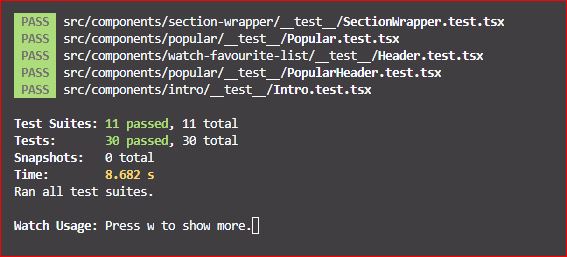 PASS src/components/section-wrapper/__test__/SectionWrapper.test.tsx
PASS src/components/popular/__test__/Popular.test.tsx
PASS src/components/watch-favourite-list/__test__/Header.test.tsx
PASS src/components/popular/__test__/PopularHeader.test.tsx
PASS src/components/intro/__test__/Intro.test.tsx
Test Suites: 11 passed, 11 total
Tests: 30 passed, 30 total
Snapshots: 0 total
Time: 8.682 s
Ran all test suites.
Watch Usage: Press w to show more.